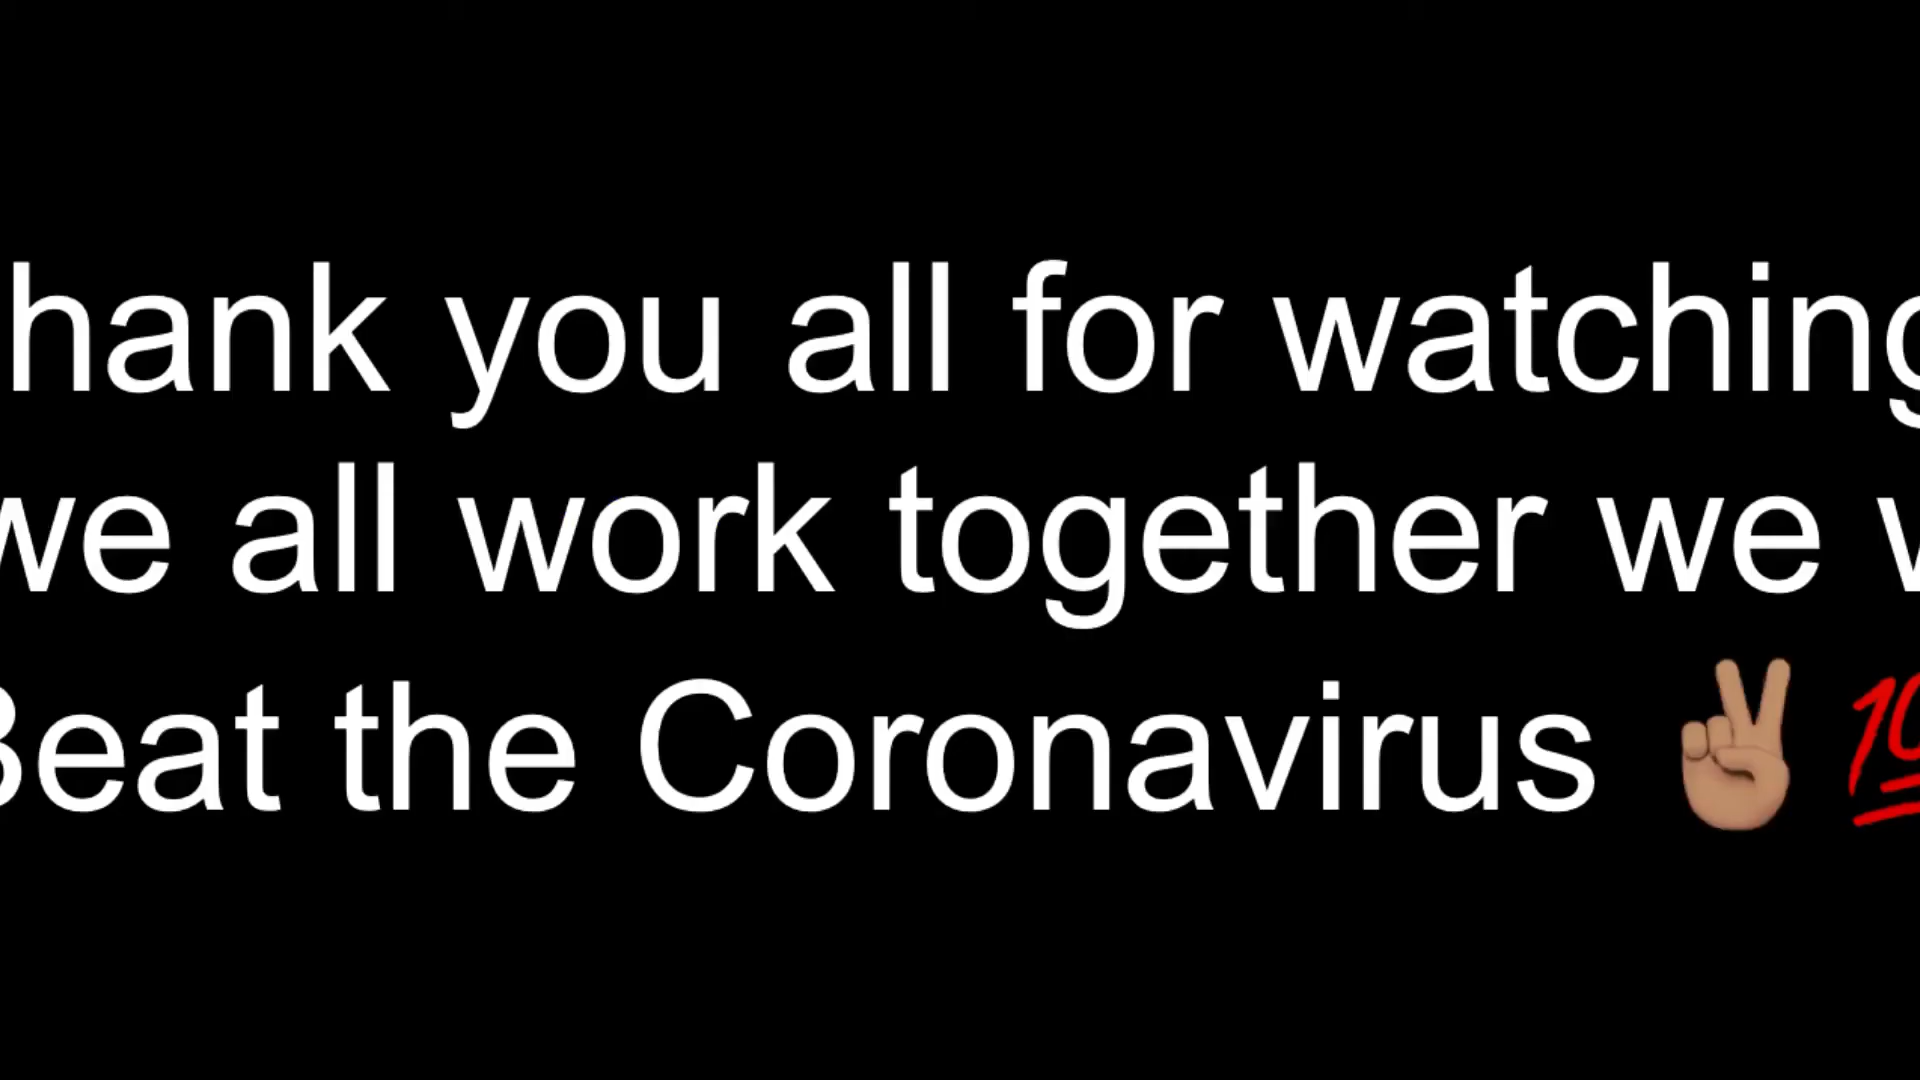 hank you all for watching
we all work together we
Beat the Coronavirus ✌🏽💯